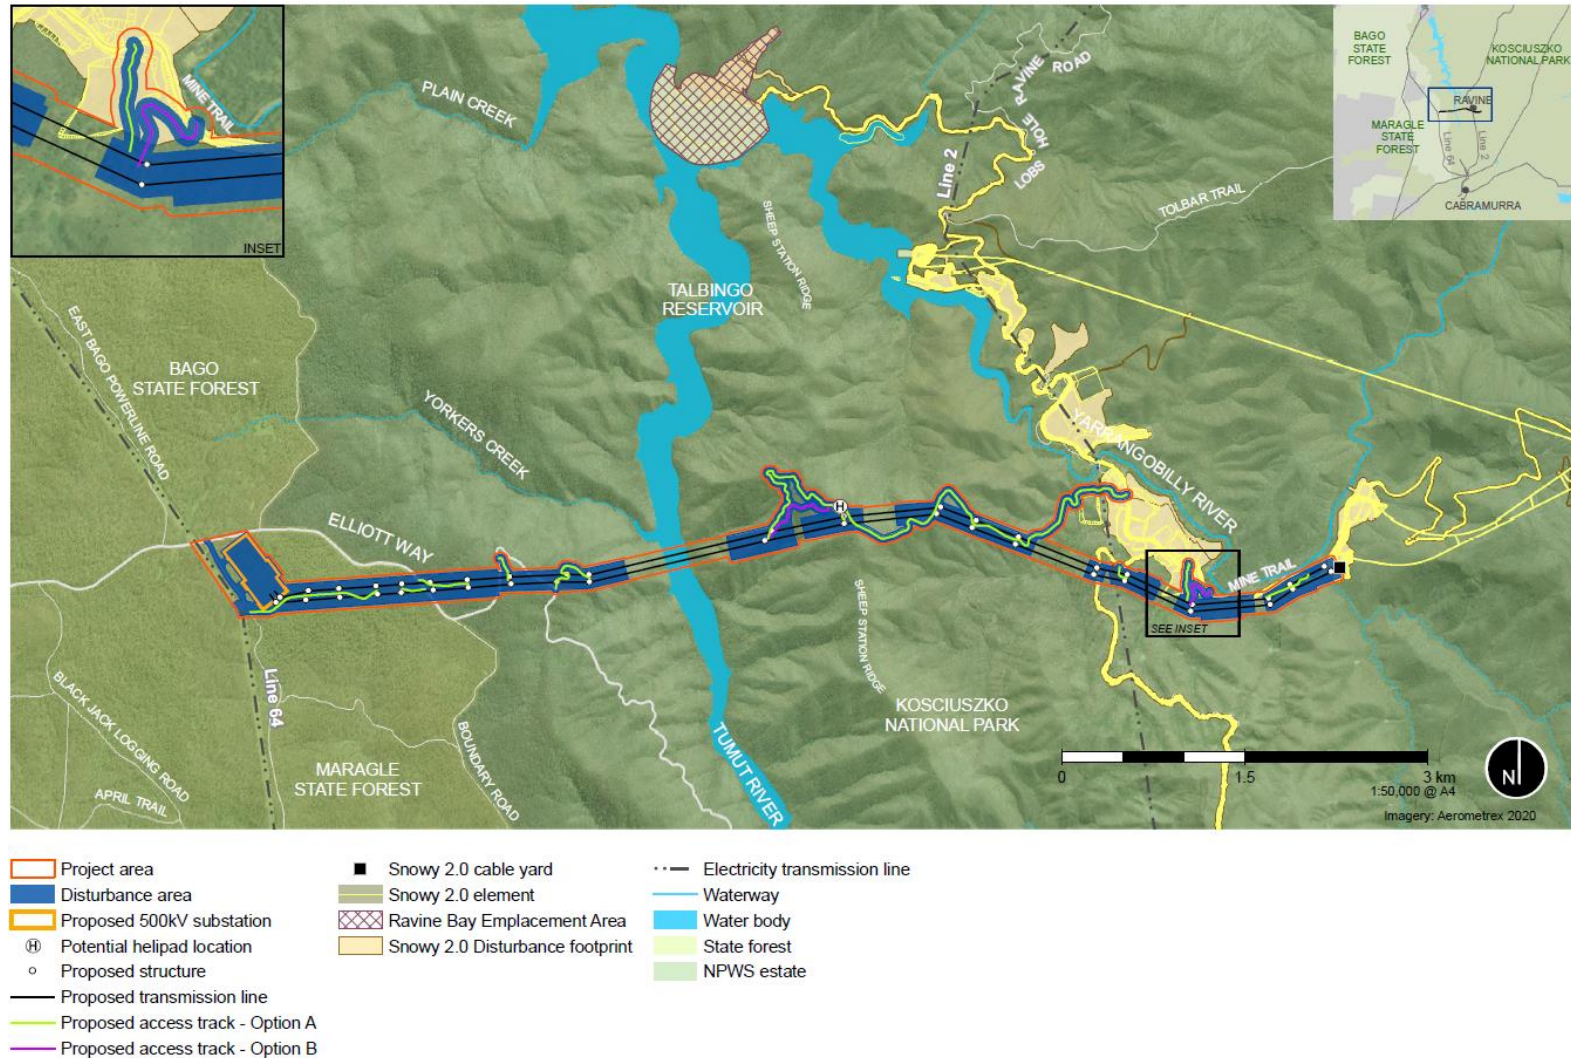 MINE TRAIL
INSET
PLAIN CREEK
RAVINE
ROAD
HOLE
LOBS
Line 2
TOLBAR TRAIL
SHEEP STATION RIDGE
BAGO
STATE
FOREST
KOSCIUSZKO
NATIONAL PARK
RAVINE
MARAGLE
STATE
FOREST
Line 64
Line 2
CABRAMURRA
TALBINGO
RESERVOIR
EAST BAGO POWERLINE ROAD
BAGO
STATE FOREST
YORKERS CREEK
YARRANGOBILLY
RIVER
ELLIOTT WAY
H
MINE TRAIL
SEE INSET
SHEEP STATION RIDGE
KOSCIUSZKO
NATIONAL PARK
Line 64
BLACK JACK LOGGING ROAD
APRIL TRAIL
MARAGLE
STATE FOREST
BOUNDARY ROAD
TUMUT RIVER
0 1.5 3 km
1:50,000 @ A4
N
Imagery: Aerometrex 2020
Project area
Disturbance area
Proposed 500kV substation
H Potential helipad location
Proposed structure
Proposed transmission line
Proposed access track - Option A
Proposed access track - Option B
Snowy 2.0 cable yard
Snowy 2.0 element
Ravine Bay Emplacement Area
Snowy 2.0 Disturbance footprint
Electricity transmission line
Waterway
Water body
State forest
NPWS estate